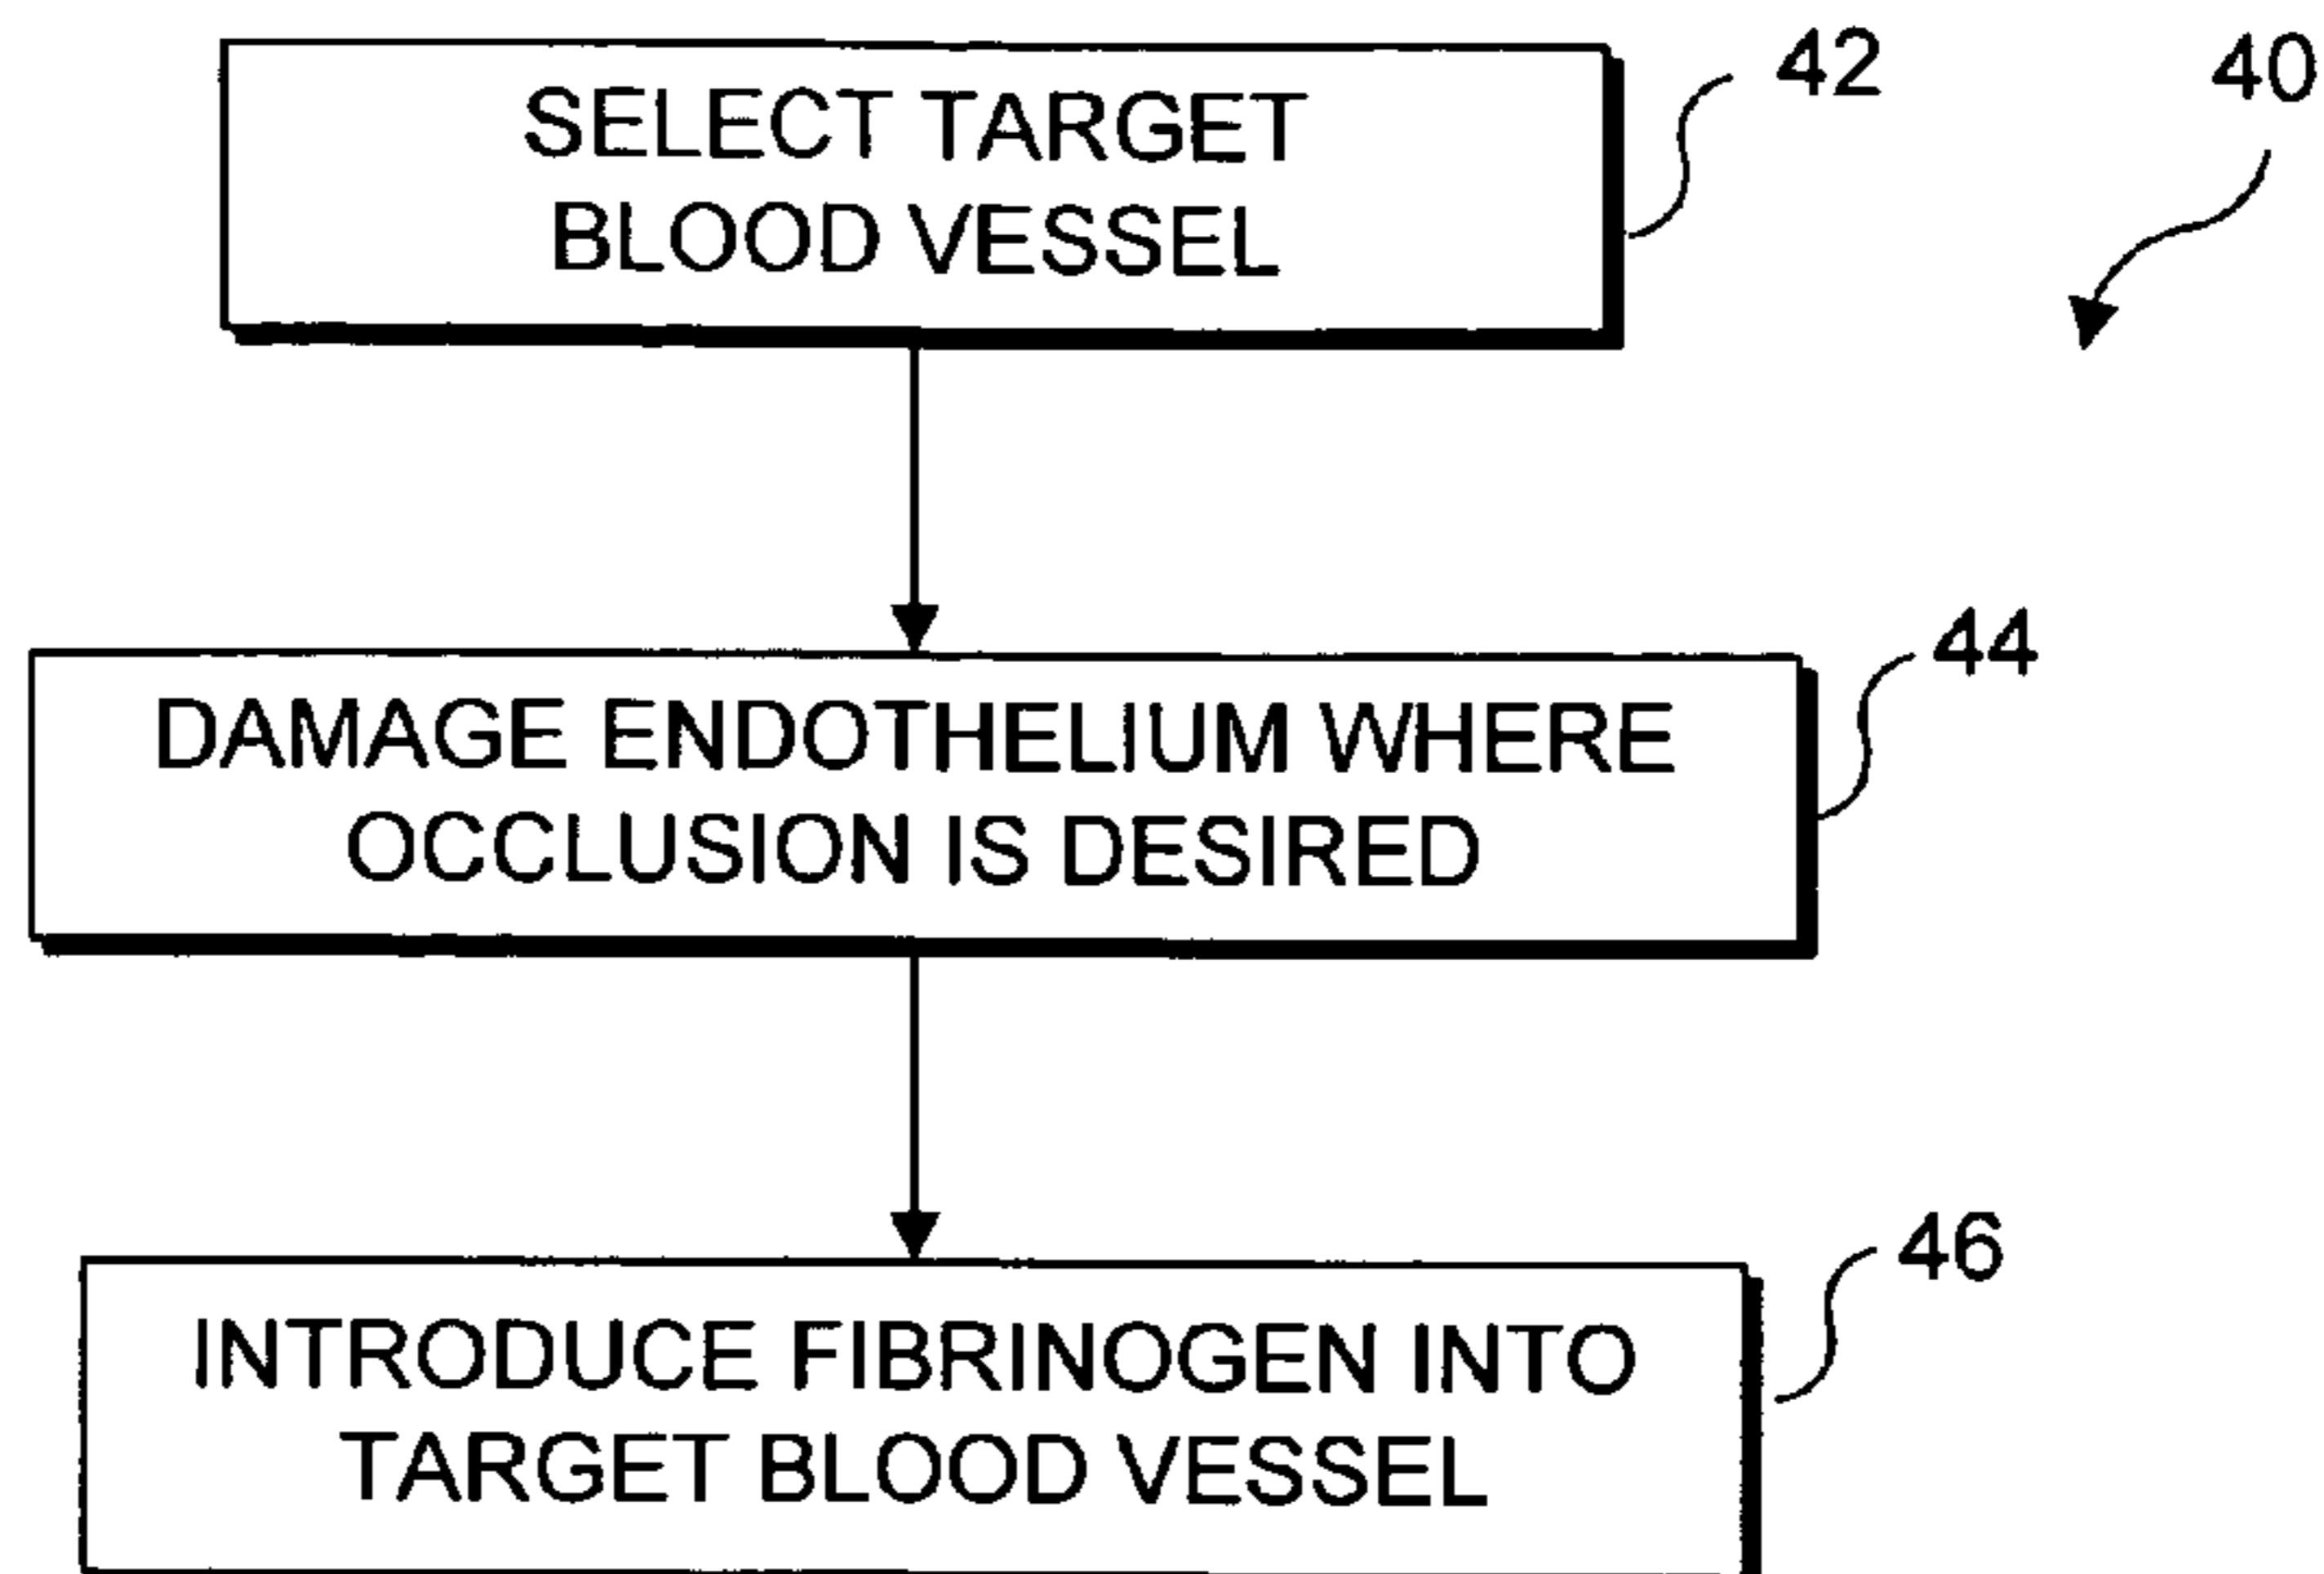 SELECT TARGET
BLOOD VESSEL
42
40
DAMAGE ENDOTHELIUM WHERE
OCCLUSION IS DESIRED
44
INTRODUCE FIBRINOGEN INTO
TARGET BLOOD VESSEL
46